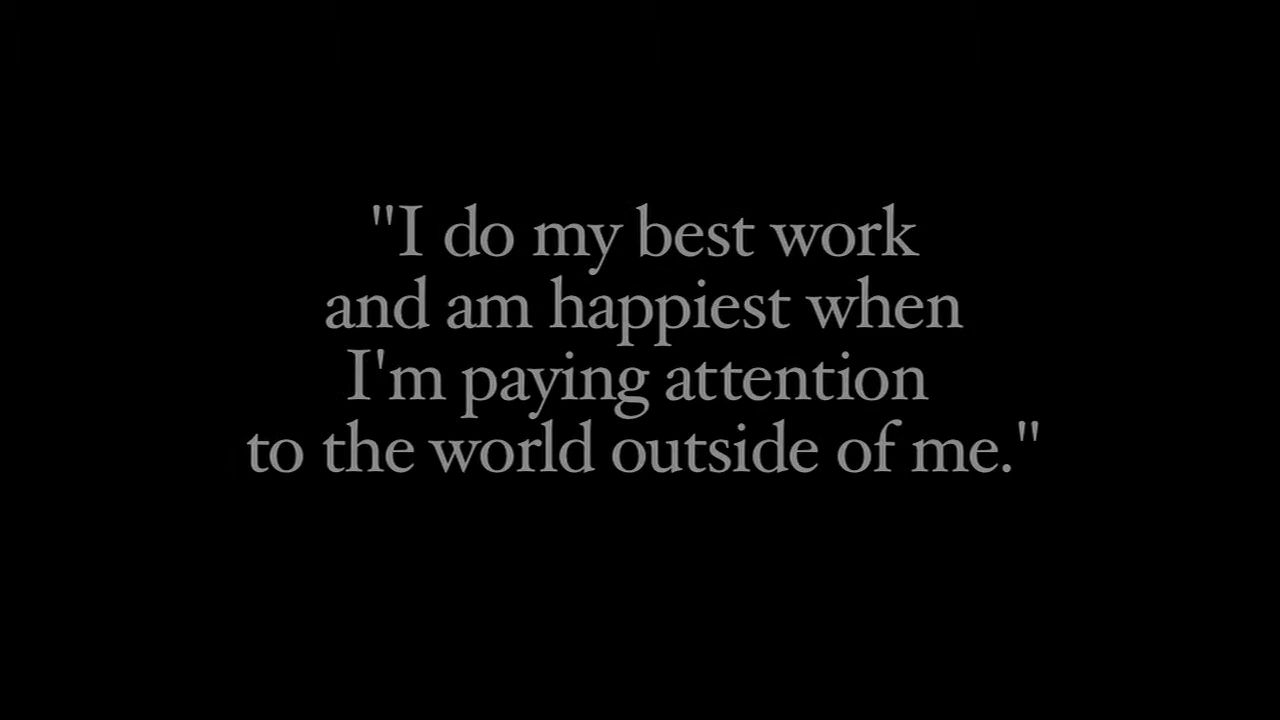 "I do my best work
and am happiest when
I'm paying attention
to the world outside of me."